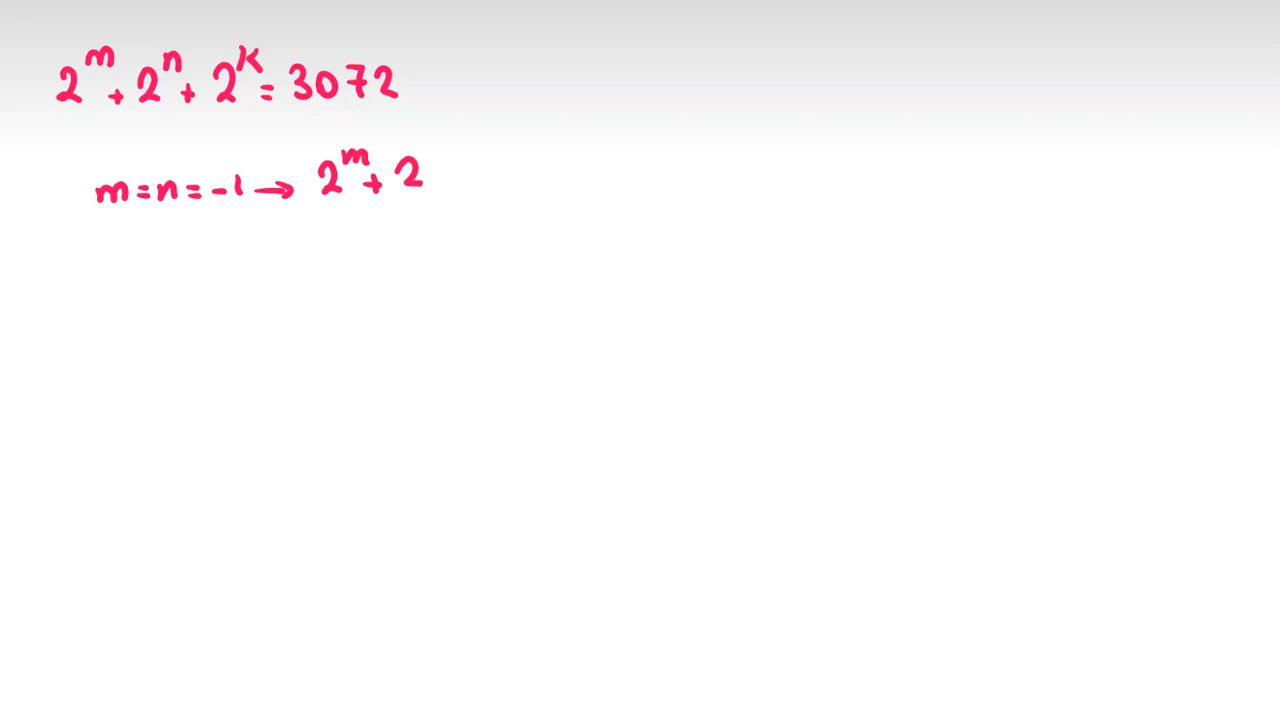 2^m + 2^n + 2^k = 3072
m = n = -1 → 2^m + 2